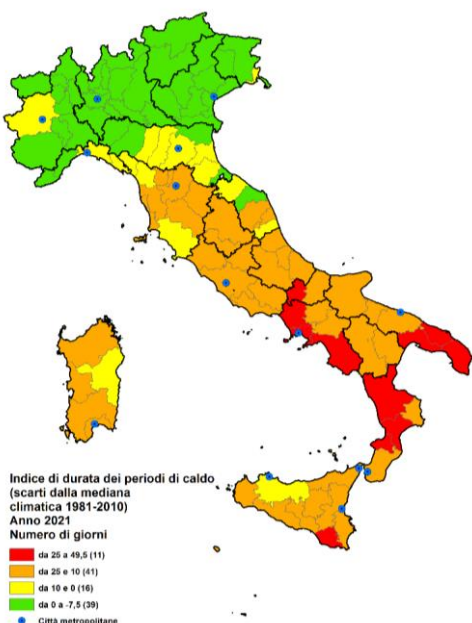 Indice di durata dei periodi di caldo
(scarti dalla mediana
climatica 1981-2010)
Anno 2021
Numero di giorni
da 25 a 49,5 (11)
da 25 e 10 (41)
da 10 e 0 (16)
da 0 a -7,5 (39)
Città metropolitane